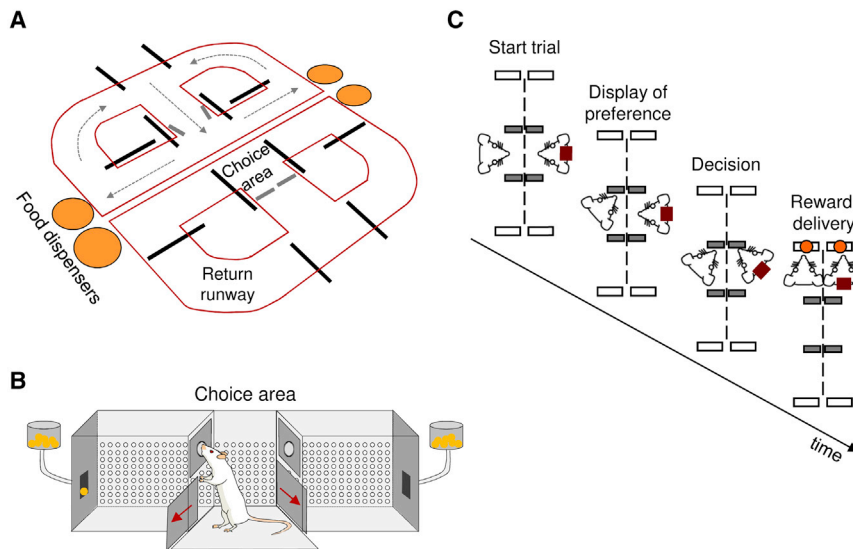 A
Food dispensers
Choice
area
Return
runway
B
Choice area
C
Start trial
Display of
preference
Decision
Reward
delivery
time